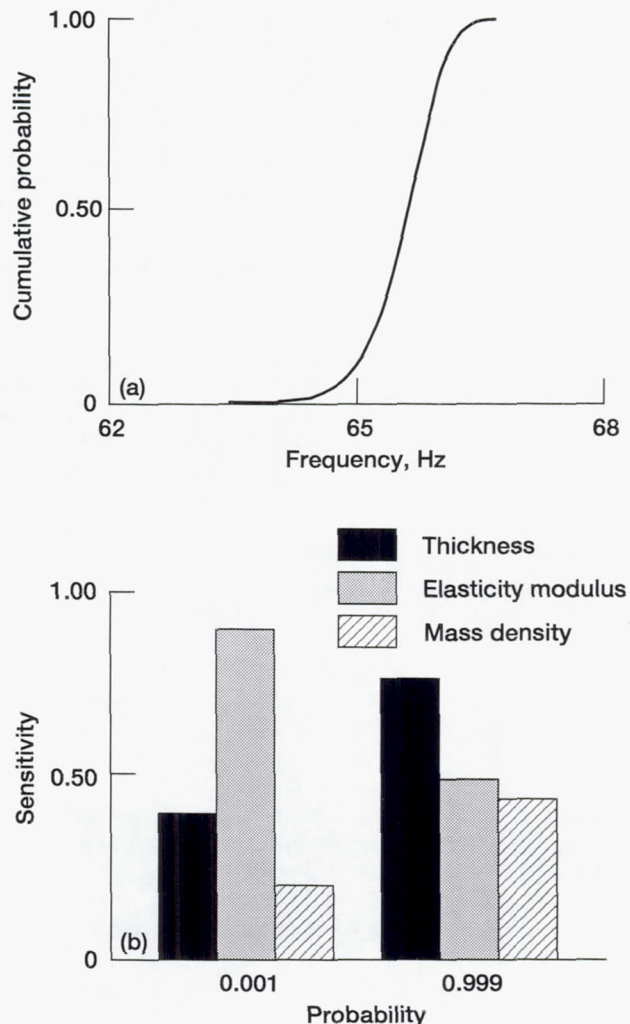 1.00
Cumulative probability
0.50
0
(a)
62
65
68
Frequency, Hz
Thickness
Elasticity modulus
Mass density
1.00
Sensitivity
0.50
0
(b)
0.001
0.999
Probability